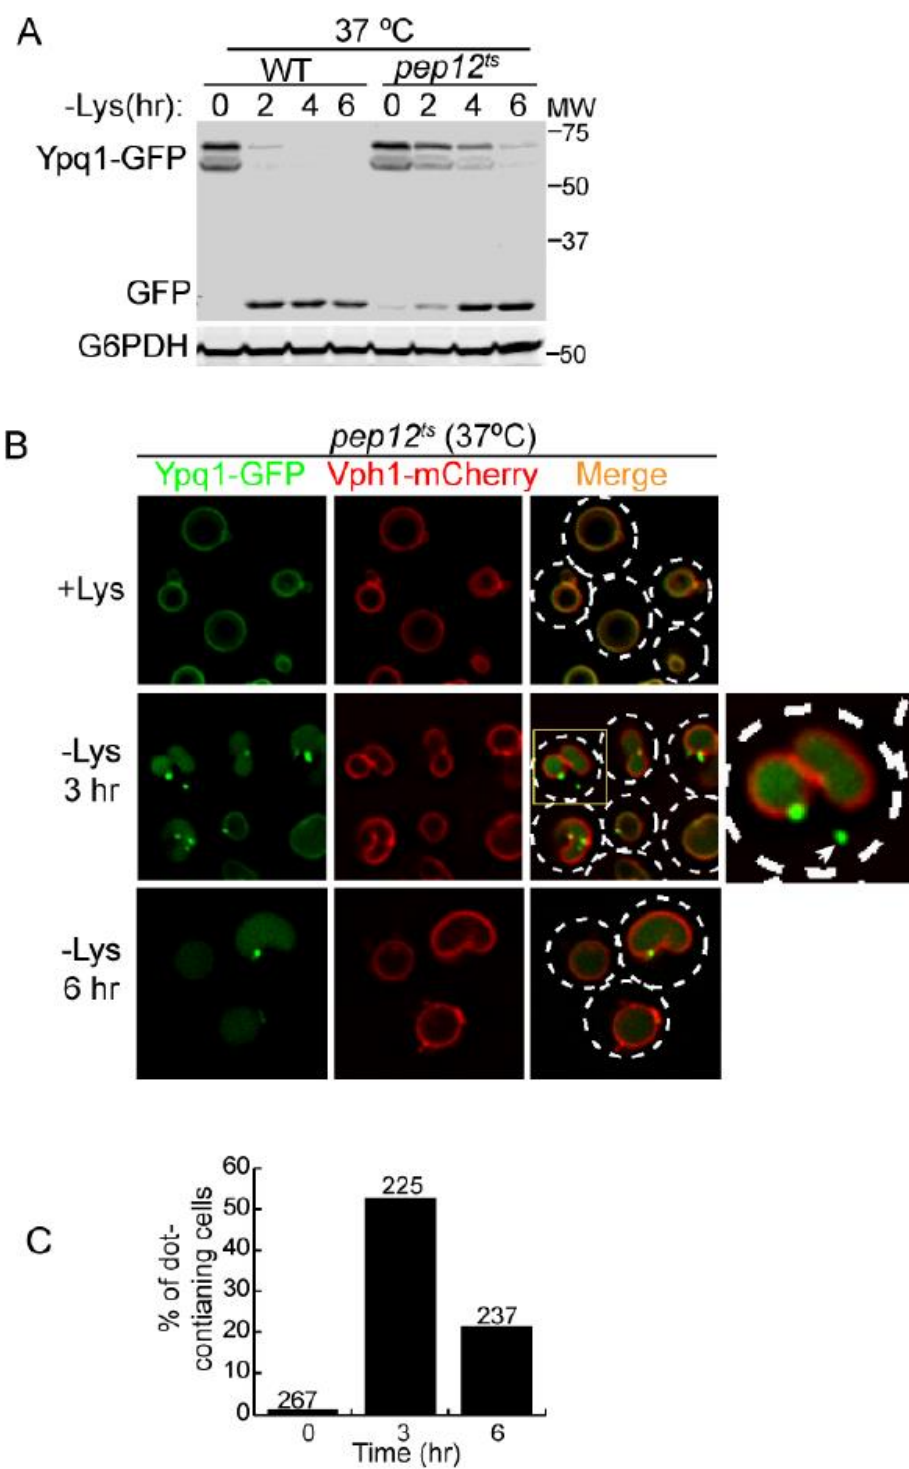 A
37 ºC
WT pep12ts
-Lys(hr): 0 2 4 6 0 2 4 6 MW
Ypq1-GFP
-75
-50
-37
GFP
G6PDH
-50
B
pep12ts (37ºC)
Ypq1-GFP Vph1-mCherry Merge
+Lys
-Lys
3 hr
-Lys
6 hr
C
% of dot-
contianing cells
60
50
40
30
20
10
0
267
225
237
0 3 6
Time (hr)